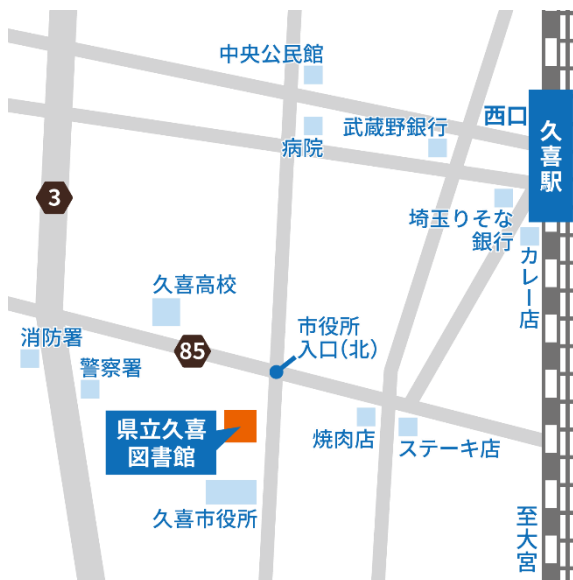 中央公民館
西口
久喜駅
武蔵野銀行
病院
3
埼玉りそな
銀行
カレー店
久喜高校
市役所
入口(北)
消防署
85
警察署
県立久喜
図書館
焼肉店
ステーキ店
久喜市役所
至大宮